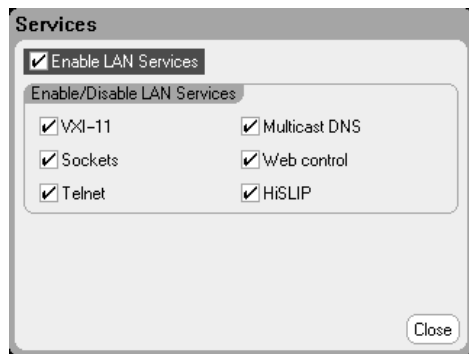 Services
Enable LAN Services
Enable/Disable LAN Services
VXI-11
Multicast DNS
Sockets
Web control
Telnet
HiSLIP
Close